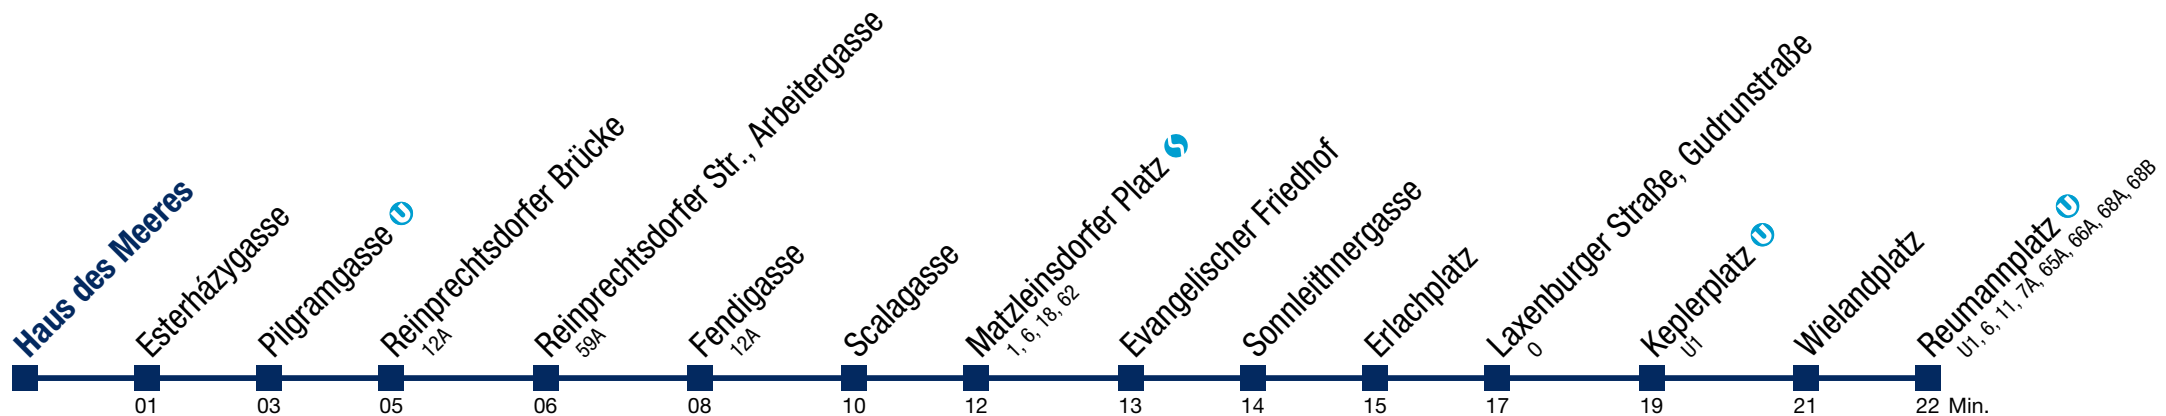 Haus des Meeres
Esterházygasse
Pilgramgasse
Reinprechtsdorfer Brücke
12A
Reinprechtsdorfer Str., Arbeitergasse
59A
Fendigasse
12A
Scalagasse
Matzleinsdorfer Platz
1, 6, 18, 62
Evangelischer Friedhof
Sonnleithnergasse
Erlachplatz
Laxenburger Straße, Gudrunstraße
O
Keplerplatz
U1
Wielandplatz
Reumannplatz
U1, 6, 11, 7A, 65A, 66A, 68A, 68B
01 03 05 06 08 10 12 13 14 15 17 19 21 22 Min.